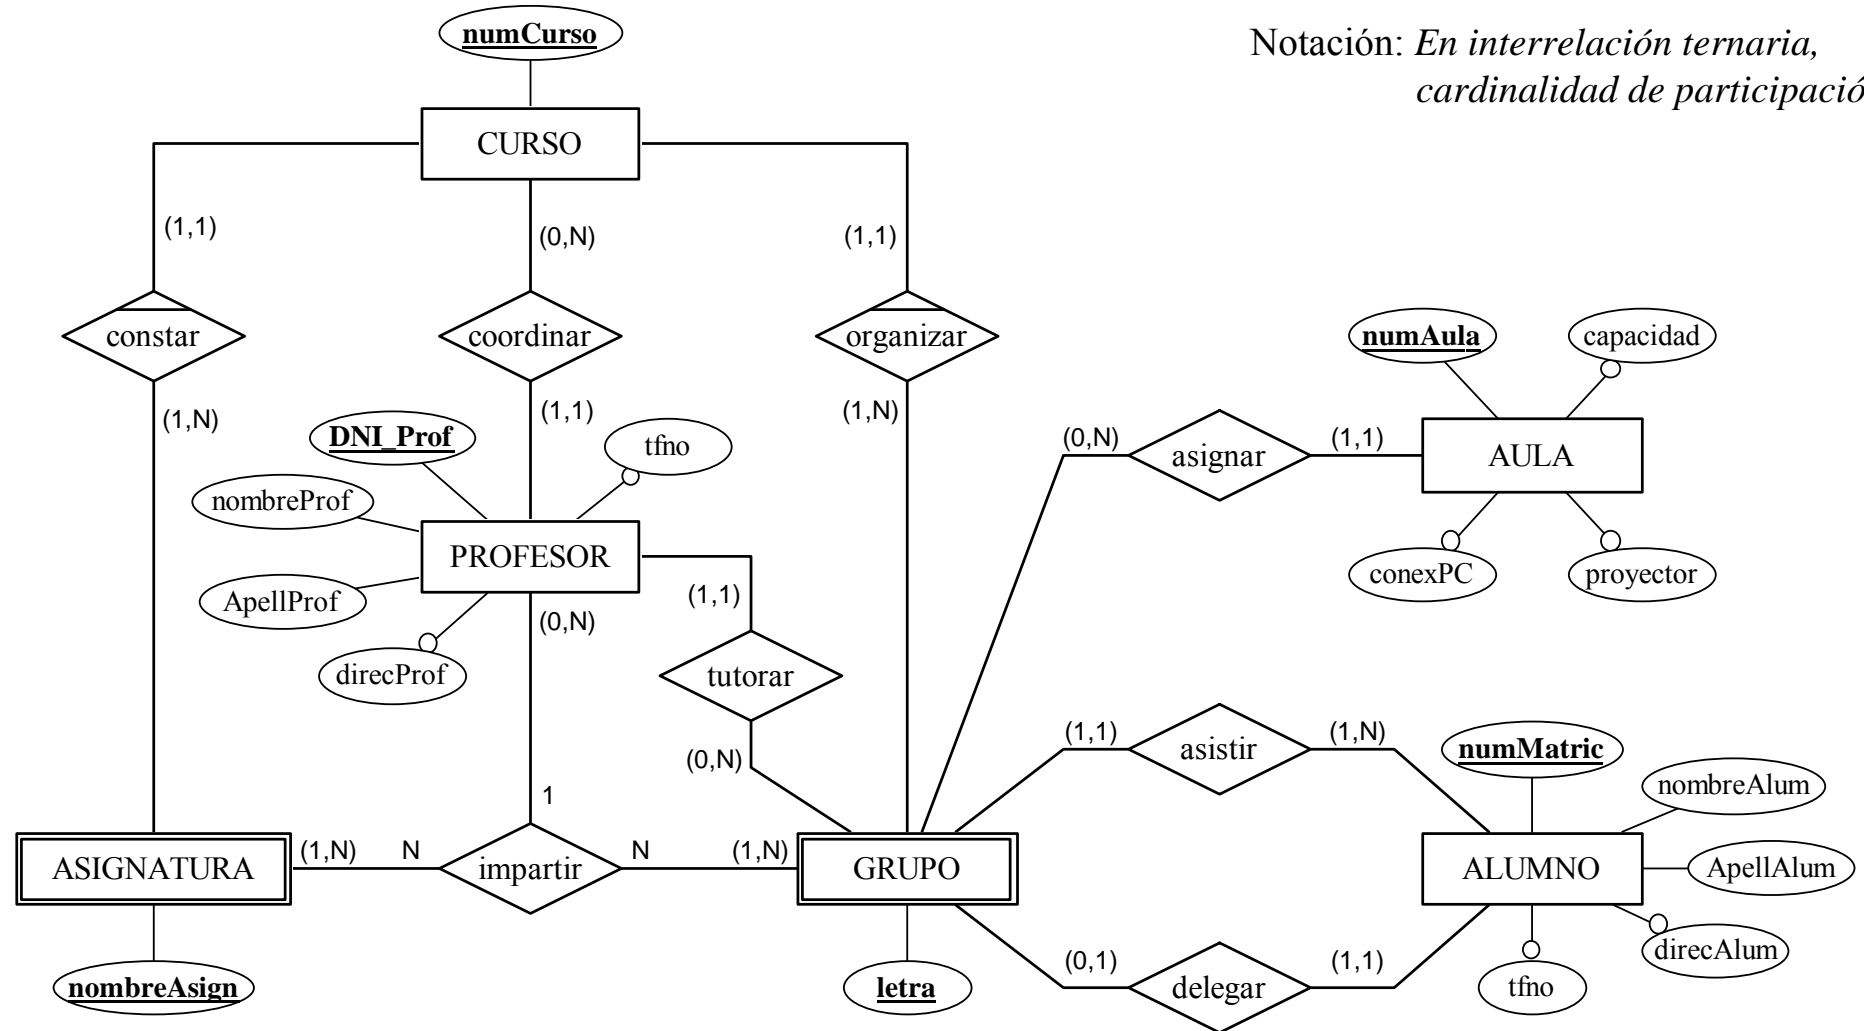 numCurso
Notación: En interrelación ternaria,
cardinalidad de participació
CURSO
(1,1)
(0,N)
(1,1)
constar
coordinar
organizar
numAula
capacidad
(1,N)
(1,1)
(1,N)
DNI_Prof
tfno
(0,N)
asignar
(1,1)
AULA
nombreProf
PROFESOR
conexPC
proyector
ApellProf
(1,1)
(0,N)
direcProf
tutorar
(1,1)
asistir
(1,N)
numMatric
(0,N)
nombreAlum
1
ASIGNATURA
(1,N)
N
impartir
N
(1,N)
GRUPO
ALUMNO
ApellAlum
direcAlum
(0,1)
delegar
(1,1)
nombreAsign
letra
tfno